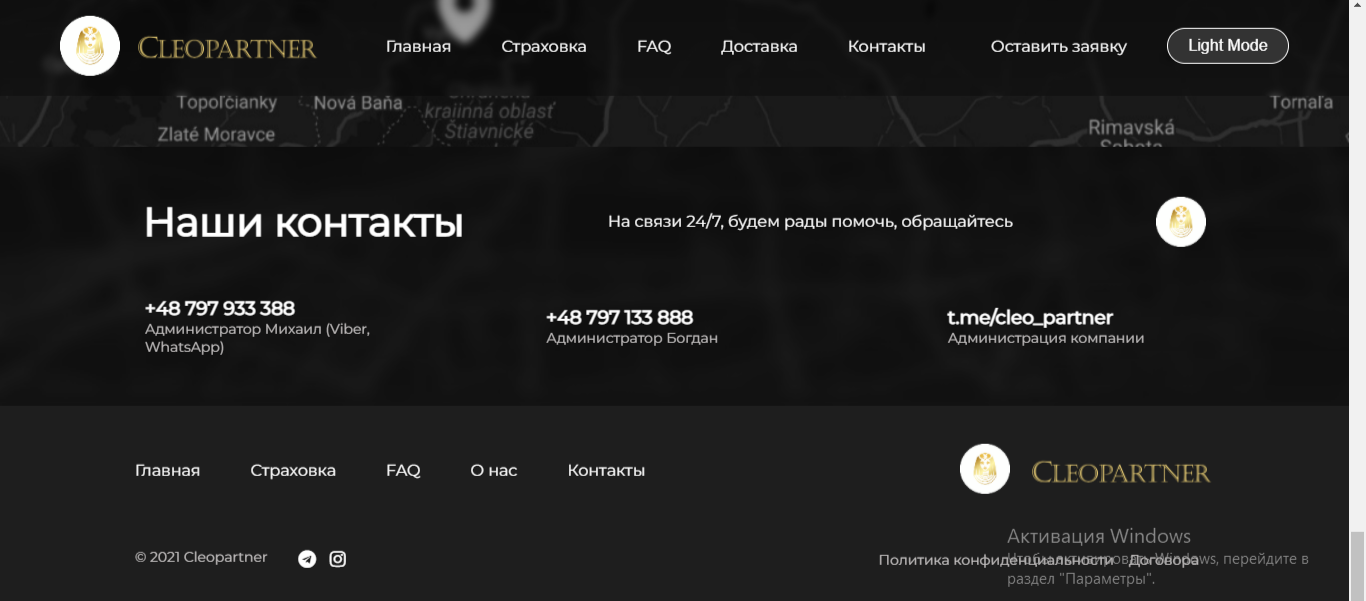 CLEOPARTNER
Главная
Страховка
FAQ
Доставка
Контакты
Оставить заявку
Light Mode
Topoľčianky
Nová Baňa
krajinná oblasť
Štiavnické
Tornaľa
Zlaté Moravce
Rimavská
Sobota
Наши контакты
На связи 24/7, будем рады помочь, обращайтесь
+48 797 933 388
Администратор Михаил (Viber,
WhatsApp)
+48 797 133 888
Администратор Богдан
t.me/cleo_partner
Администрация компании
Главная
Страховка
FAQ
О нас
Контакты
CLEOPARTNER
© 2021 Cleopartner
Политика конфиденциальности
Договора
Активация Windows
Чтобы активировать Windows, перейдите в
раздел "Параметры".